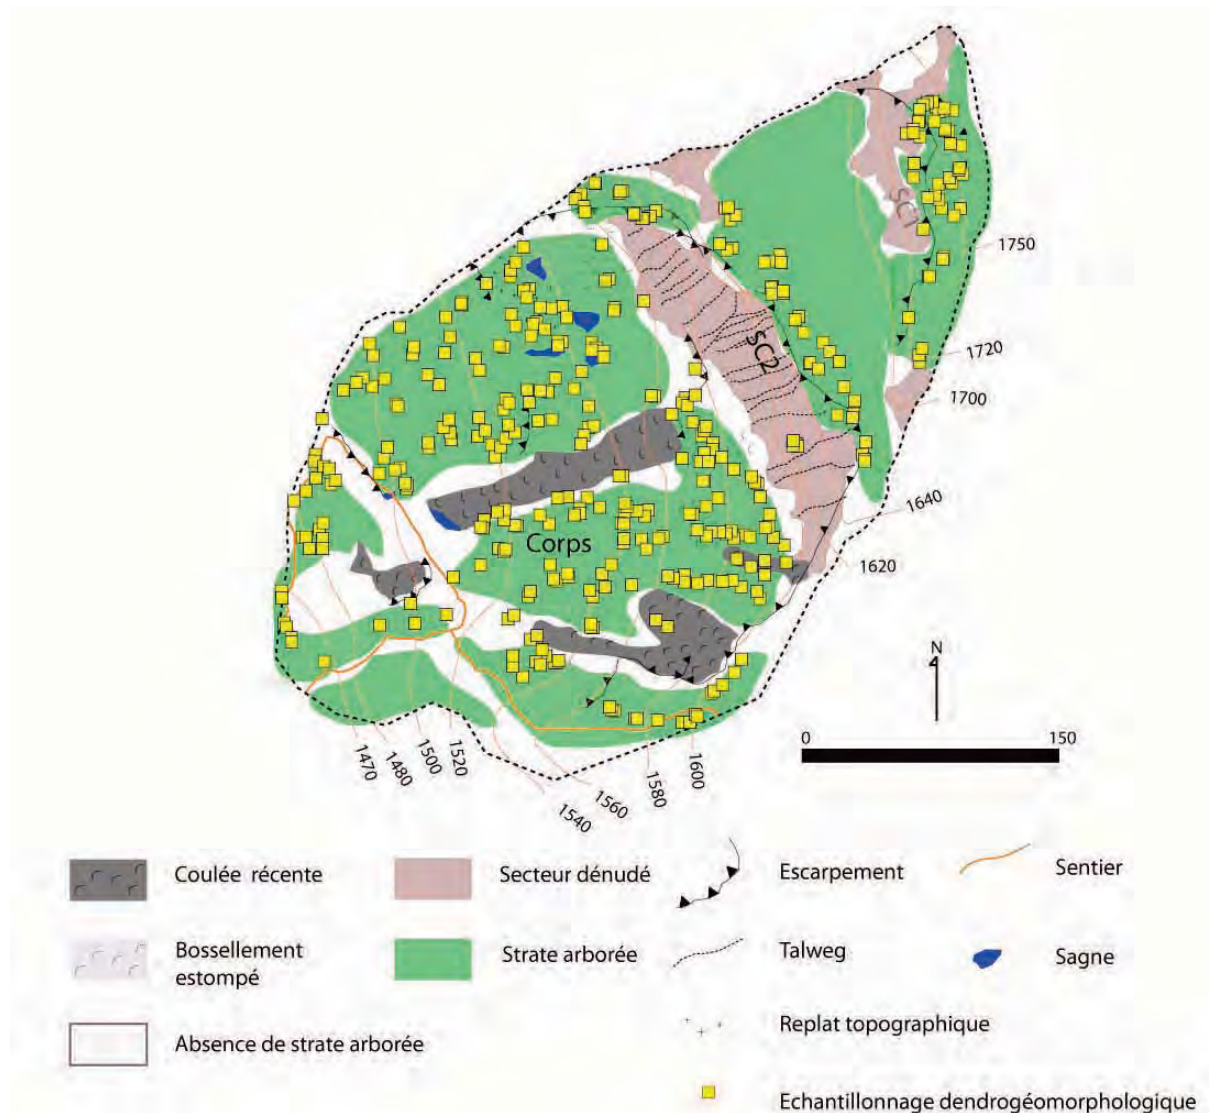 SC1
1750
1720
1700
SC2
1640
1620
Corps
N
0 150
1470
1480
1500
1520
1540
1560
1580
1600
Coulée récente
Secteur dénudé
Escarpement
Sentier
Bossellement
estompé
Strate arborée
Talweg
Sagne
Replat topographique
Absence de strate arborée
Echantillonnage dendrogéomorphologique